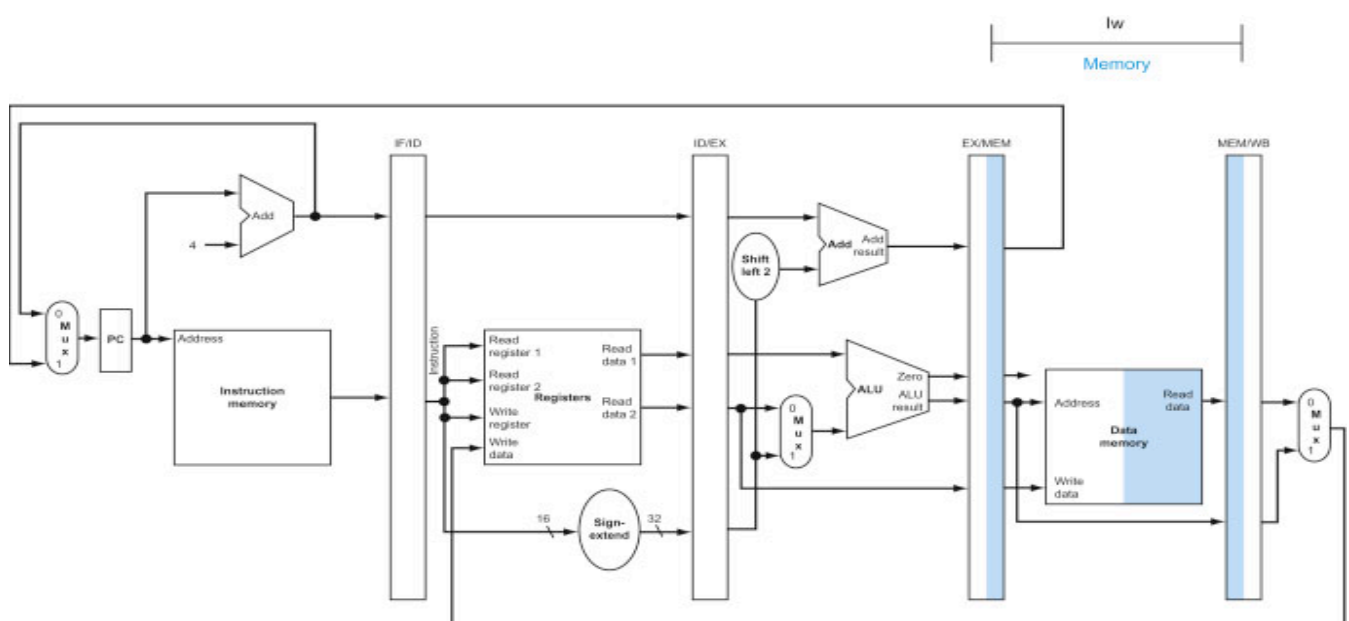 lw
Memory
IF/ID
ID/EX
EX/MEM
MEM/WB
Add
4
Shift
left 2
Add
Add
result
0
M
u
x
1
PC
Address
Instruction
memory
Instruction
Read
register 1
Read
register 2
Write
register
Write
data
Registers
Read
data 1
Read
data 2
0
M
u
x
1
ALU
Zero
ALU
result
Address
Read
data
Data
memory
Write
data
0
M
u
x
1
16
Sign-
extend
32